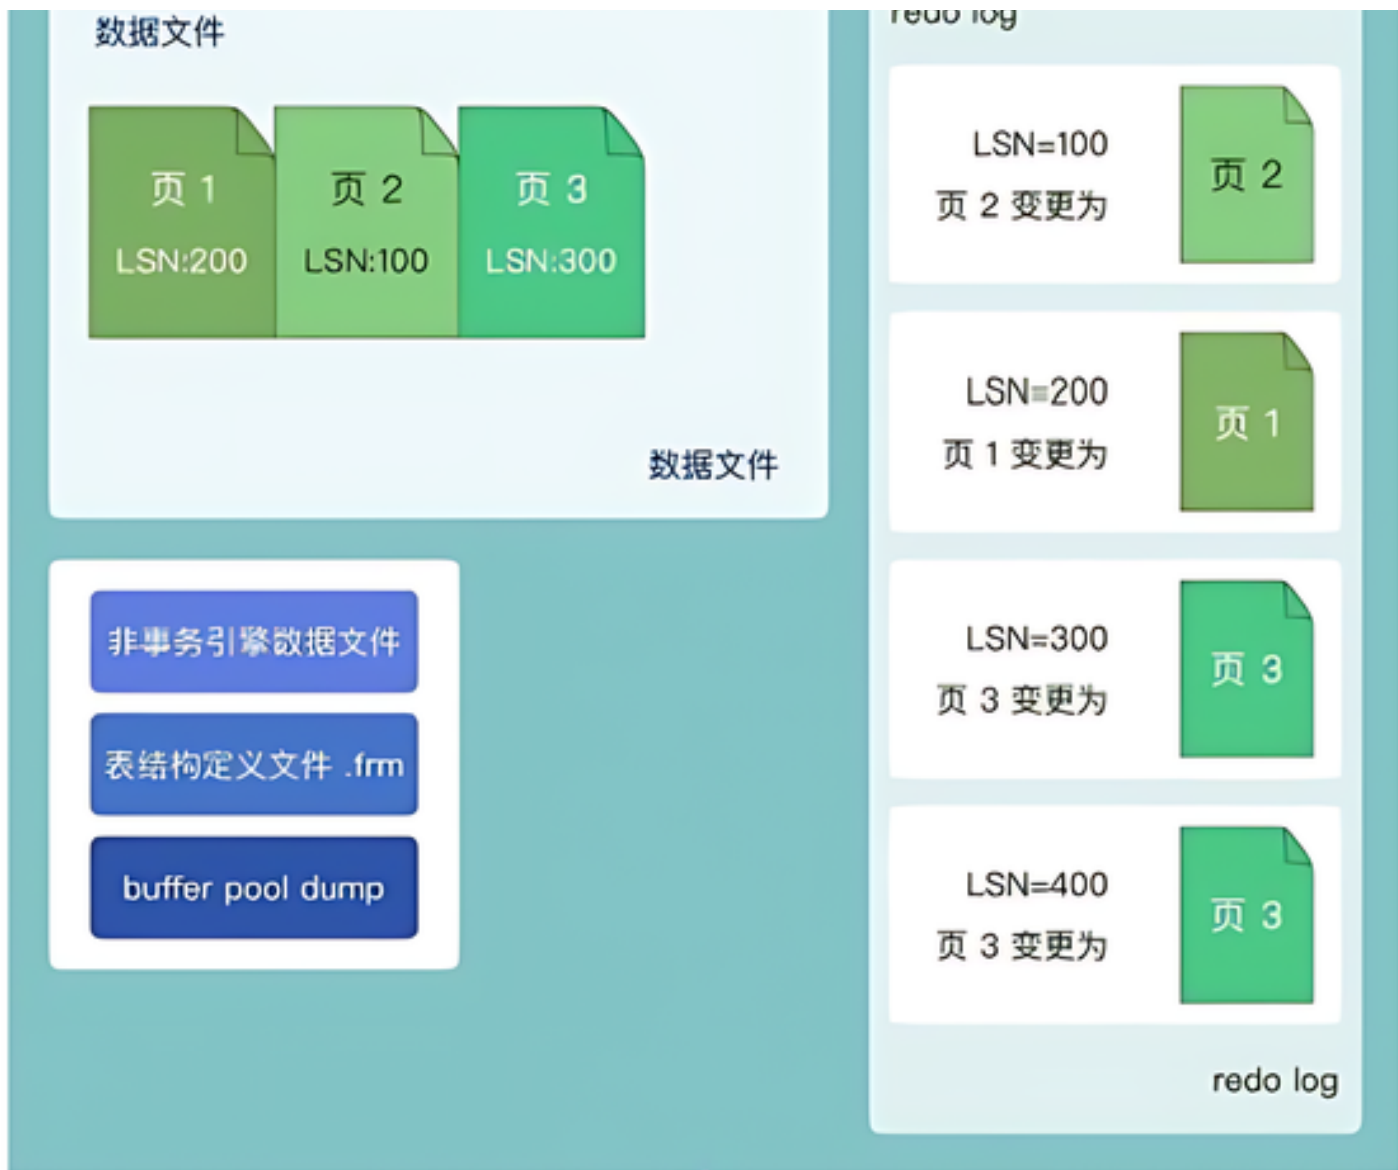 数据文件
页 1
LSN:200
页 2
LSN:100
页 3
LSN:300
数据文件
非事务引擎数据文件
表结构定义文件 .frm
buffer pool dump
redo log
LSN=100
页 2 变更为
页 2
LSN=200
页 1 变更为
页 1
LSN=300
页 3 变更为
页 3
LSN=400
页 3 变更为
页 3
redo log